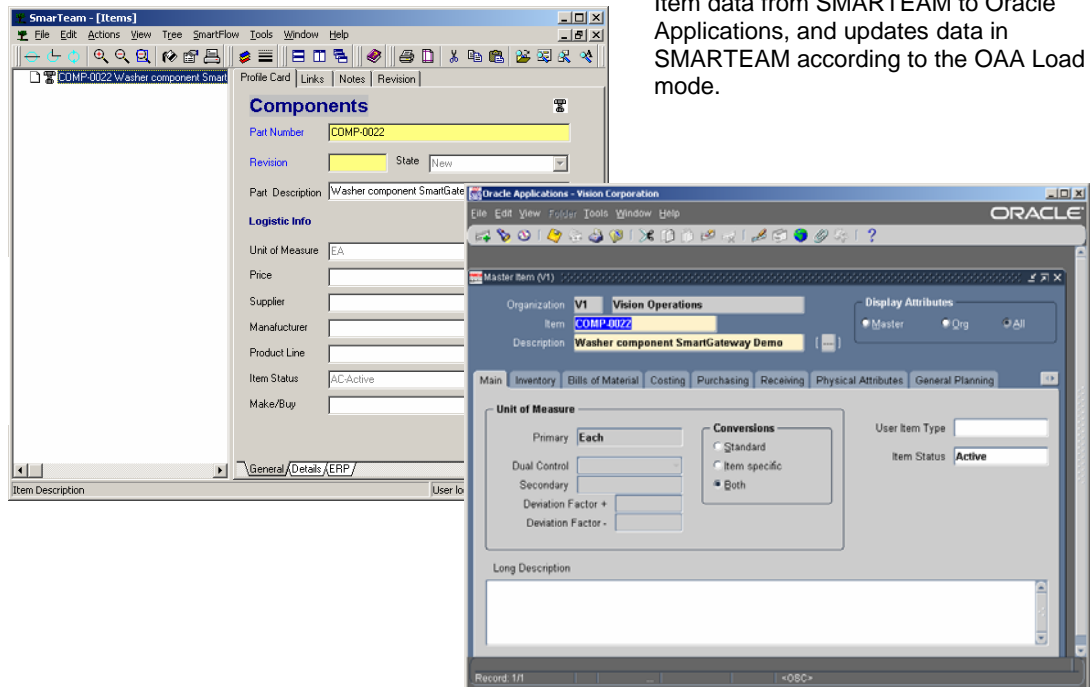 Item data from SMARTEAM to Oracle
Applications, and updates data in
SMARTEAM according to the OAA Load
mode.
SmarTeam - [Items]
File Edit Actions View Tree SmartFlow Tools Window Help
COMP-0022 Washer component Smart
Profile Card Links Notes Revision
Components
Part Number COMP-0022
Revision State New
Part Description Washer component SmartGate
Logistic Info
Unit of Measure EA
Price
Supplier
Manafucturer
Product Line
Item Status AC-Active
Make/Buy
General Details ERP
Item Description User lo
Oracle Applications - Vision Corporation
File Edit View Folder Tools Window Help
ORACLE
Master Item (V1)
Organization V1 Vision Operations
Item COMP-0022
Description Washer component SmartGateway Demo
Display Attributes
Master Org All
Main Inventory Bills of Material Costing Purchasing Receiving Physical Attributes General Planning
Unit of Measure
Primary Each
Dual Control
Secondary
Deviation Factor +
Deviation Factor -
Conversions
Standard
Item specific
Both
User Item Type
Item Status Active
Long Description
Record: 1/1 ... <OSC>